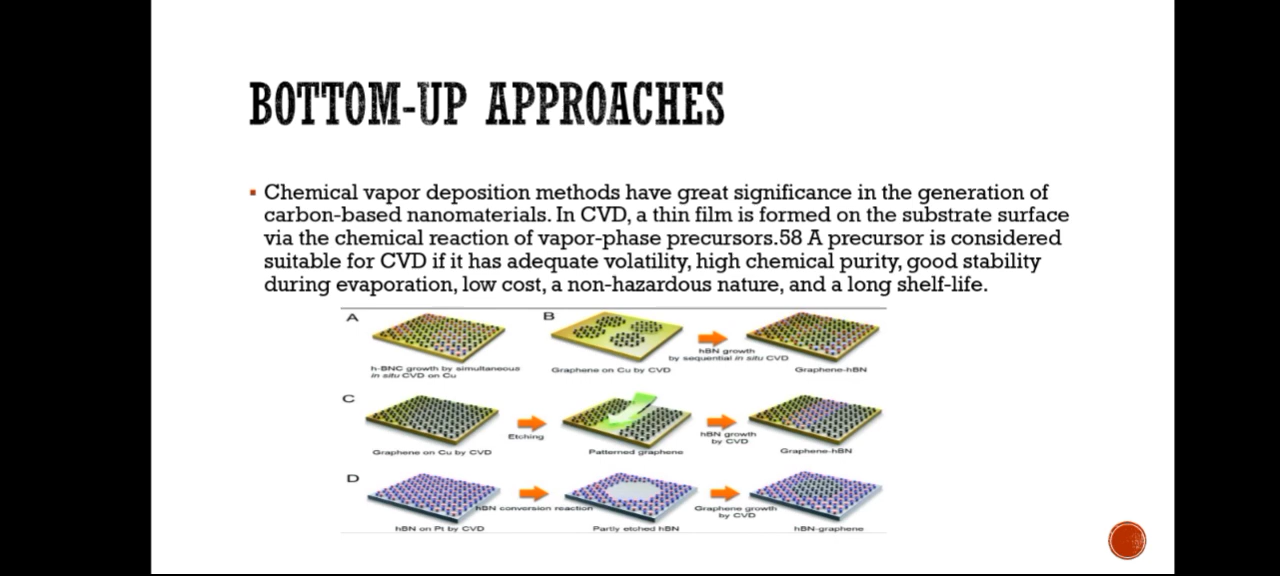 BOTTOM-UP APPROACHES
Chemical vapor deposition methods have great significance in the generation of
carbon-based nanomaterials. In CVD, a thin film is formed on the substrate surface
via the chemical reaction of vapor-phase precursors.58 A precursor is considered
suitable for CVD if it has adequate volatility, high chemical purity, good stability
during evaporation, low cost, a non-hazardous nature, and a long shelf-life.
A
h-BNC growth by simultaneous
in situ CVD on Cu
B
Graphene on Cu by CVD
hBN growth
by sequential in situ CVD
Graphene-hBN
C
Graphene on Cu by CVD
Etching
Patterned graphene
hBN growth
by CVD
Graphene-hBN
D
hBN on Pt by CVD
hBN conversion reaction
Partly etched hBN
Graphene growth
by CVD
hBN-graphene